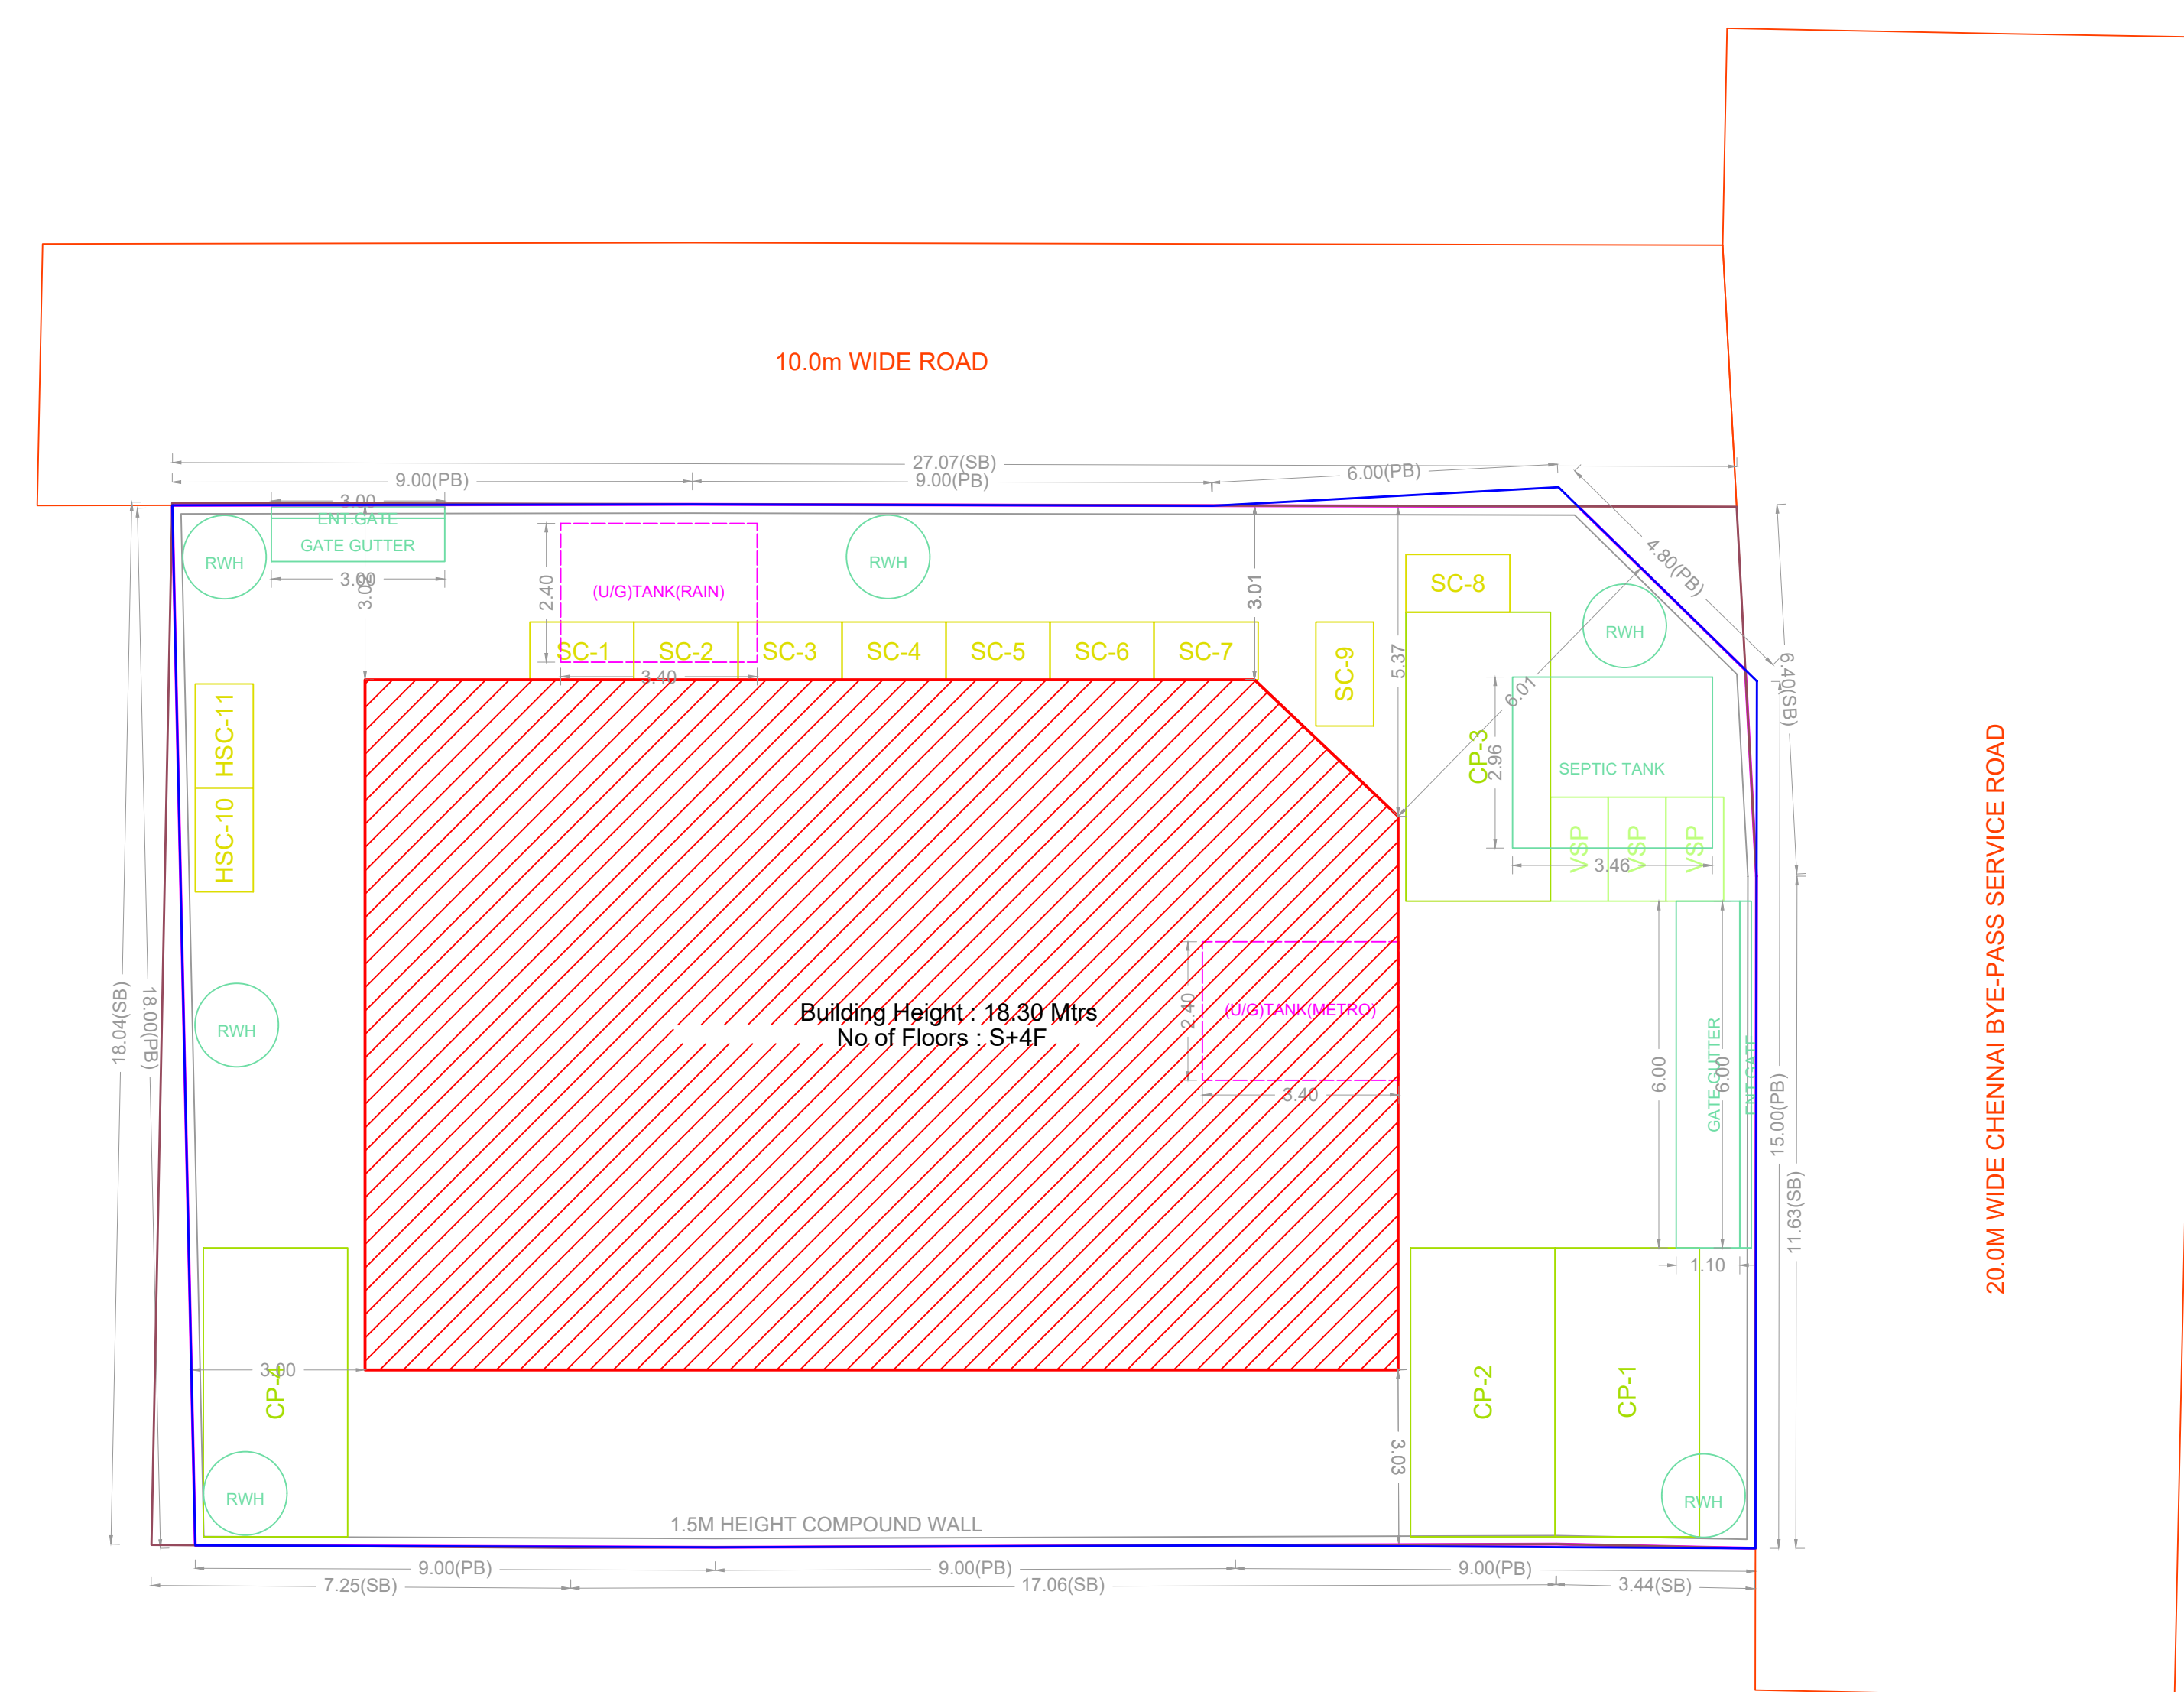 10.0m WIDE ROAD
27.07(SB)
9.00(PB)
9.00(PB)
6.00(PB)
3.00
ENT.GATE
GATE GUTTER
3.00
3.02
RWH
2.40
(U/G)TANK(RAIN)
3.40
RWH
3.01
5.37
SC-8
4.80(PB)
RWH
6.40(SB)
SC-1
SC-2
SC-3
SC-4
SC-5
SC-6
SC-7
SC-9
6.01
CP-3
2.96
SEPTIC TANK
VSP
VSP
VSP
3.46
HSC-11
HSC-10
RWH
18.04(SB)
18.00(PB)
Building Height : 18.30 Mtrs
No of Floors : S+4F
2.40
(U/G)TANK(METRO)
3.40
6.00
GATE GUTTER
6.00
ENT.GATE
15.00(PB)
11.63(SB)
20.0M WIDE CHENNAI BYE-PASS SERVICE ROAD
1.10
3.90
CP-4
RWH
CP-2
CP-1
3.03
RWH
1.5M HEIGHT COMPOUND WALL
9.00(PB)
9.00(PB)
9.00(PB)
7.25(SB)
17.06(SB)
3.44(SB)